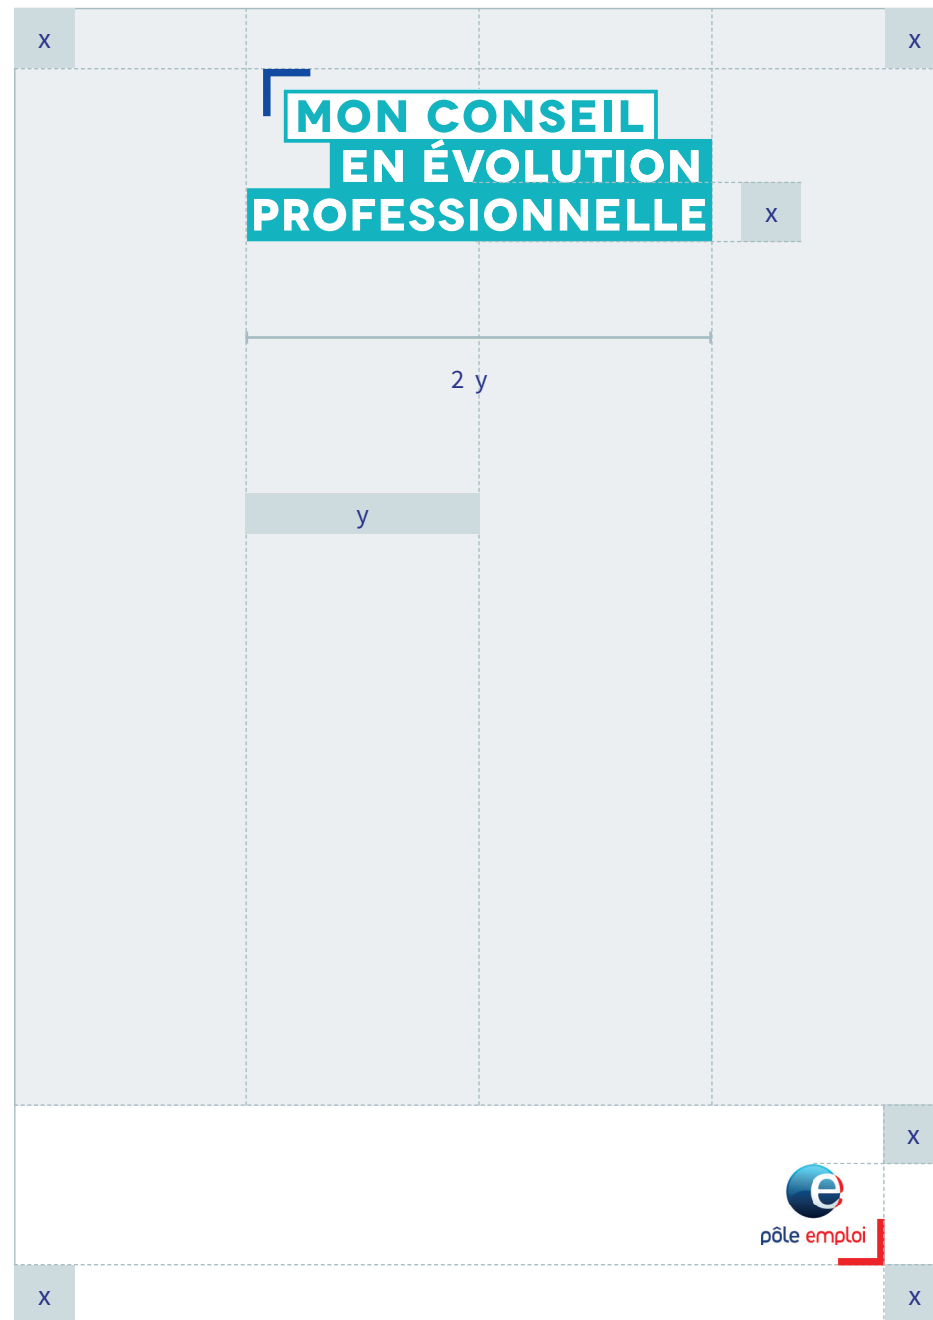 x
x
MON CONSEIL
EN ÉVOLUTION
PROFESSIONNELLE
x
2 y
y
x
pôle emploi
x
x